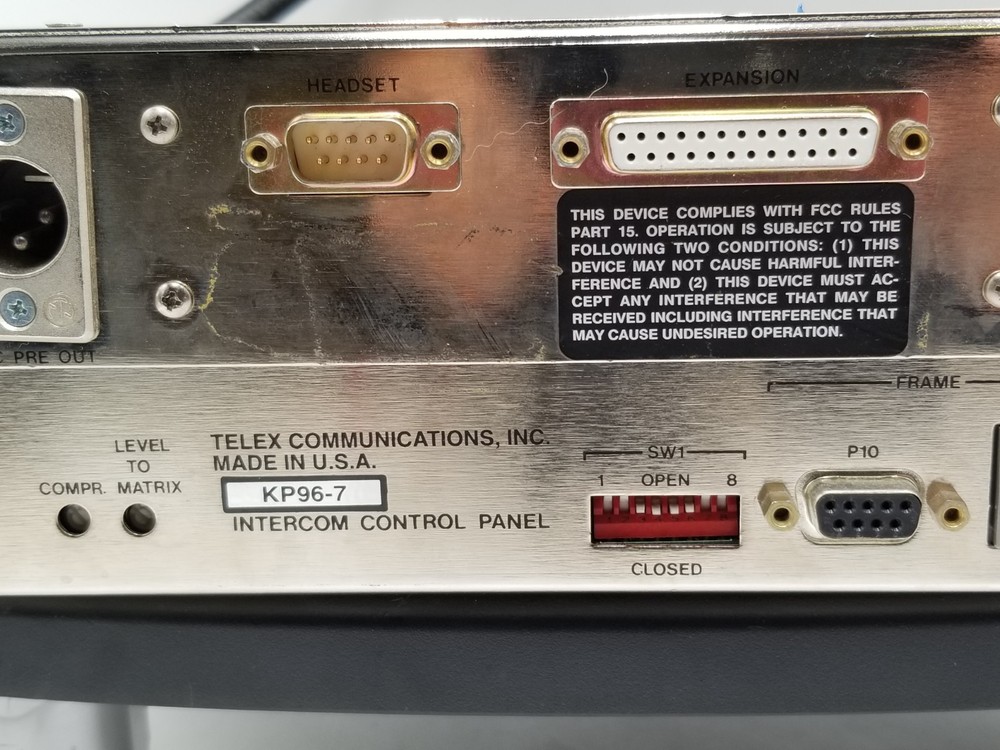 HEADSET
EXPANSION
THIS DEVICE COMPLIES WITH FCC RULES
PART 15. OPERATION IS SUBJECT TO THE
FOLLOWING TWO CONDITIONS: (1) THIS
DEVICE MAY NOT CAUSE HARMFUL INTER-
FERENCE AND (2) THIS DEVICE MUST AC-
CEPT ANY INTERFERENCE THAT MAY BE
RECEIVED INCLUDING INTERFERENCE THAT
MAY CAUSE UNDESIRED OPERATION.
C PRE OUT
FRAME
LEVEL
TO
COMPR. MATRIX
TELEX COMMUNICATIONS, INC.
MADE IN U.S.A.
KP96-7
INTERCOM CONTROL PANEL
SW1
1 OPEN 8
CLOSED
P10